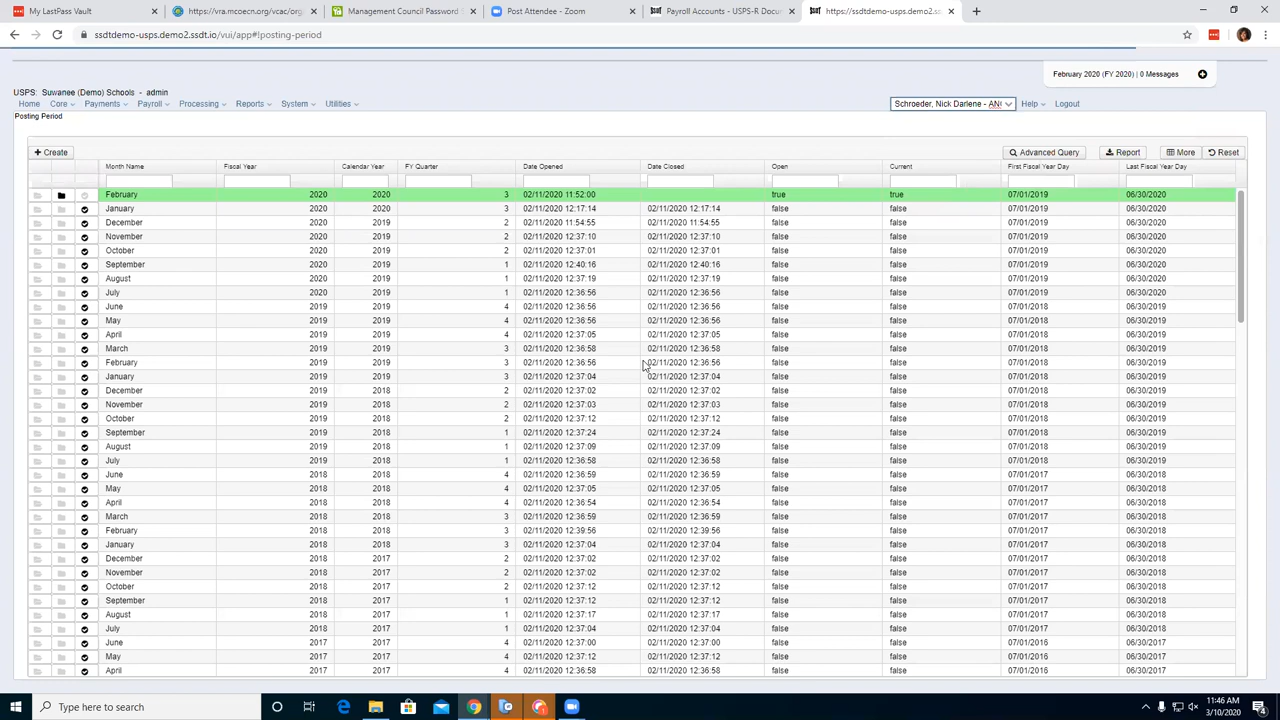 My LastPass Vault
https://vra.mcoecn.org/vcac/org/
Management Council Password S
Post Attendee - Zoom
Payroll Accounts - USPS-R Docu
https://ssdtdemo-usps.demo2.ss
ssdtdemo-usps.demo2.ssdt.io/vui/app#!posting-period
February 2020 (FY 2020) | 0 Messages
USPS: Suwanee (Demo) Schools - admin
Home Core Payments Payroll Processing Reports System Utilities Schroeder, Nick Darlene - AN Help Logout
Posting Period
+ Create Advanced Query Report More Reset
Month Name Fiscal Year Calendar Year FY Quarter Date Opened Date Closed Open Current First Fiscal Year Day Last Fiscal Year Day
February 2020 2020 3 02/11/2020 11:52:00 true true 07/01/2019 06/30/2020
January 2020 2020 3 02/11/2020 12:17:14 02/11/2020 12:17:14 false false 07/01/2019 06/30/2020
December 2020 2019 2 02/11/2020 11:54:55 02/11/2020 11:54:55 false false 07/01/2019 06/30/2020
November 2020 2019 2 02/11/2020 12:37:10 02/11/2020 12:37:10 false false 07/01/2019 06/30/2020
October 2020 2019 2 02/11/2020 12:37:01 02/11/2020 12:37:01 false false 07/01/2019 06/30/2020
September 2020 2019 1 02/11/2020 12:40:16 02/11/2020 12:40:16 false false 07/01/2019 06/30/2020
August 2020 2019 1 02/11/2020 12:37:19 02/11/2020 12:37:19 false false 07/01/2019 06/30/2020
July 2020 2019 1 02/11/2020 12:36:56 02/11/2020 12:36:56 false false 07/01/2019 06/30/2020
June 2019 2019 4 02/11/2020 12:36:56 02/11/2020 12:36:56 false false 07/01/2018 06/30/2019
May 2019 2019 4 02/11/2020 12:36:56 02/11/2020 12:36:56 false false 07/01/2018 06/30/2019
April 2019 2019 4 02/11/2020 12:37:05 02/11/2020 12:37:05 false false 07/01/2018 06/30/2019
March 2019 2019 3 02/11/2020 12:36:58 02/11/2020 12:36:58 false false 07/01/2018 06/30/2019
February 2019 2019 3 02/11/2020 12:36:56 02/11/2020 12:36:56 false false 07/01/2018 06/30/2019
January 2019 2019 3 02/11/2020 12:37:04 02/11/2020 12:37:04 false false 07/01/2018 06/30/2019
December 2019 2018 2 02/11/2020 12:37:02 02/11/2020 12:37:02 false false 07/01/2018 06/30/2019
November 2019 2018 2 02/11/2020 12:37:03 02/11/2020 12:37:03 false false 07/01/2018 06/30/2019
October 2019 2018 2 02/11/2020 12:37:12 02/11/2020 12:37:12 false false 07/01/2018 06/30/2019
September 2019 2018 1 02/11/2020 12:37:24 02/11/2020 12:37:24 false false 07/01/2018 06/30/2019
August 2019 2018 1 02/11/2020 12:37:09 02/11/2020 12:37:09 false false 07/01/2018 06/30/2019
July 2019 2018 1 02/11/2020 12:36:58 02/11/2020 12:36:58 false false 07/01/2018 06/30/2019
June 2018 2018 4 02/11/2020 12:36:59 02/11/2020 12:36:59 false false 07/01/2017 06/30/2018
May 2018 2018 4 02/11/2020 12:37:05 02/11/2020 12:37:05 false false 07/01/2017 06/30/2018
April 2018 2018 4 02/11/2020 12:36:54 02/11/2020 12:36:54 false false 07/01/2017 06/30/2018
March 2018 2018 3 02/11/2020 12:36:59 02/11/2020 12:36:59 false false 07/01/2017 06/30/2018
February 2018 2018 3 02/11/2020 12:39:56 02/11/2020 12:39:56 false false 07/01/2017 06/30/2018
January 2018 2018 3 02/11/2020 12:37:04 02/11/2020 12:37:04 false false 07/01/2017 06/30/2018
December 2018 2017 2 02/11/2020 12:37:02 02/11/2020 12:37:02 false false 07/01/2017 06/30/2018
November 2018 2017 2 02/11/2020 12:37:02 02/11/2020 12:37:02 false false 07/01/2017 06/30/2018
October 2018 2017 2 02/11/2020 12:37:12 02/11/2020 12:37:12 false false 07/01/2017 06/30/2018
September 2018 2017 1 02/11/2020 12:37:12 02/11/2020 12:37:12 false false 07/01/2017 06/30/2018
August 2018 2017 1 02/11/2020 12:37:17 02/11/2020 12:37:17 false false 07/01/2017 06/30/2018
July 2018 2017 1 02/11/2020 12:37:04 02/11/2020 12:37:04 false false 07/01/2017 06/30/2018
June 2017 2017 4 02/11/2020 12:37:00 02/11/2020 12:37:00 false false 07/01/2016 06/30/2017
May 2017 2017 4 02/11/2020 12:37:12 02/11/2020 12:37:12 false false 07/01/2016 06/30/2017
April 2017 2017 4 02/11/2020 12:36:58 02/11/2020 12:36:58 false false 07/01/2016 06/30/2017
Type here to search
11:46 AM
3/10/2020
4